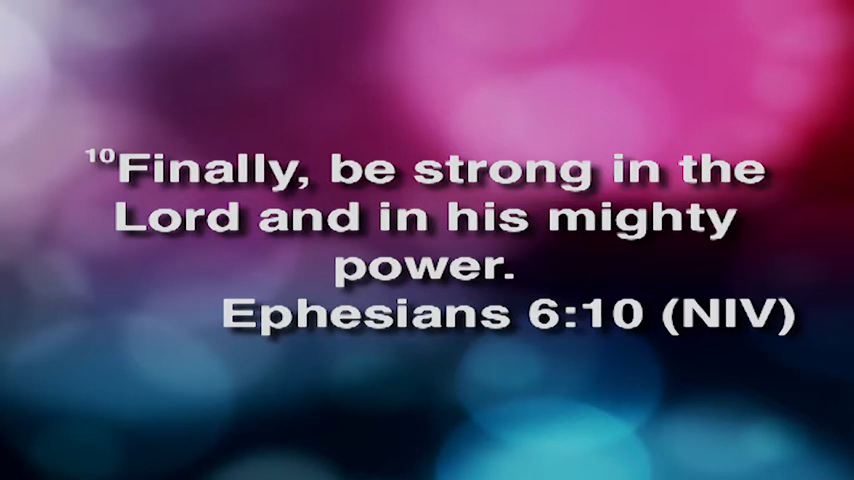 ¹⁰Finally, be strong in the
Lord and in his mighty
power.
Ephesians 6:10 (NIV)